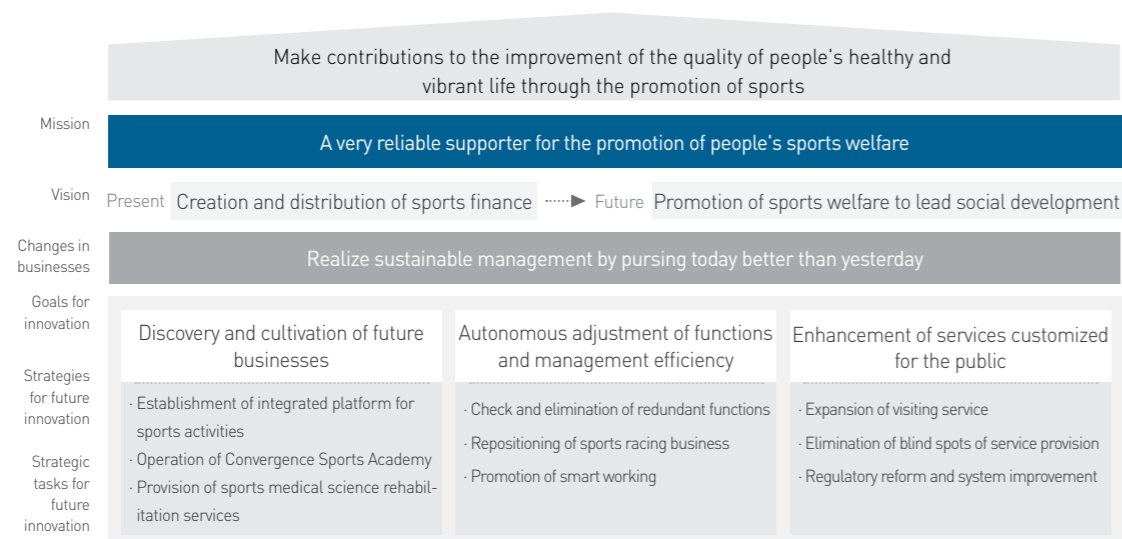 Make contributions to the improvement of the quality of people's healthy and
vibrant life through the promotion of sports
Mission
A very reliable supporter for the promotion of people's sports welfare
Vision
Present Creation and distribution of sports finance Future Promotion of sports welfare to lead social development
Changes in
businesses
Realize sustainable management by pursing today better than yesterday
Goals for
innovation
Discovery and cultivation of future
businesses
Autonomous adjustment of functions
and management efficiency
Enhancement of services customized
for the public
Strategies
for future
innovation
· Establishment of integrated platform for
sports activities
· Operation of Convergence Sports Academy
· Provision of sports medical science rehabil-
itation services
· Check and elimination of redundant functions
· Repositioning of sports racing business
· Promotion of smart working
· Expansion of visiting service
· Elimination of blind spots of service provision
· Regulatory reform and system improvement
Strategic
tasks for
future
innovation